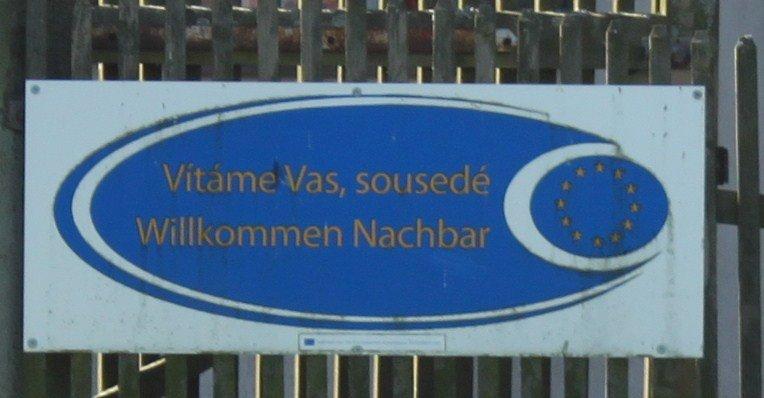 Vítáme Vas, sousedé
Willkommen Nachbar